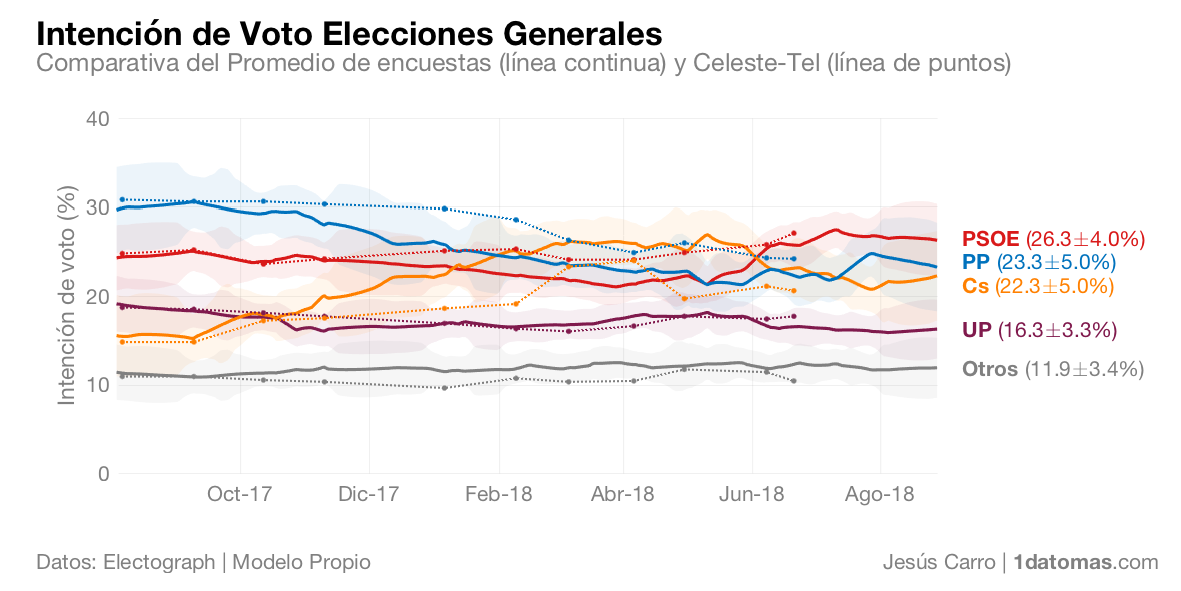 Intención de Voto Elecciones Generales
Comparativa del Promedio de encuestas (línea continua) y Celeste-Tel (línea de puntos)
Intención de voto (%)
40
30
20
10
0
Oct-17 Dic-17 Feb-18 Abr-18 Jun-18 Ago-18
PSOE (26.3±4.0%)
PP (23.3±5.0%)
Cs (22.3±5.0%)
UP (16.3±3.3%)
Otros (11.9±3.4%)
Datos: Electograph | Modelo Propio
Jesús Carro | 1datomas.com